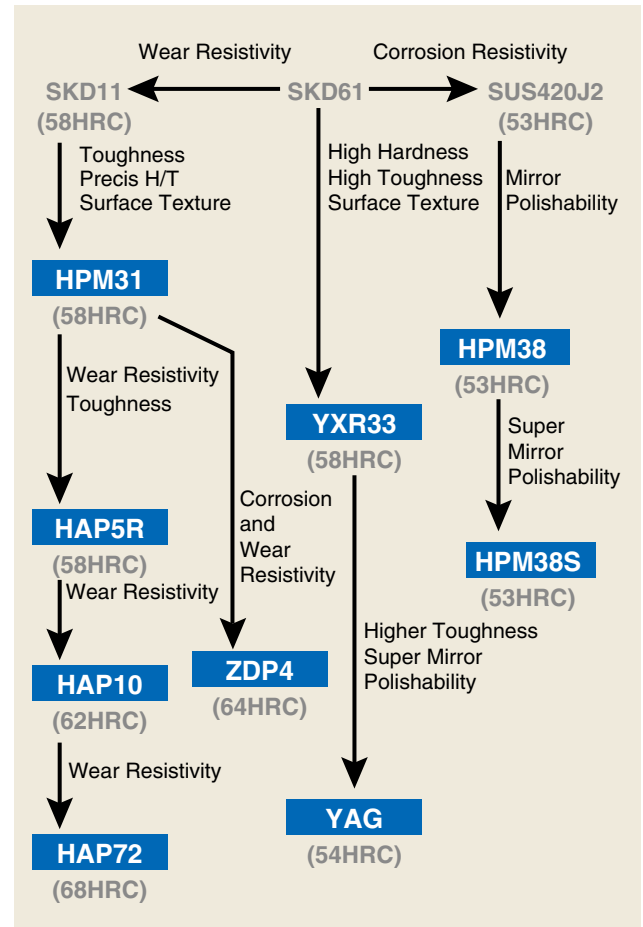 Wear Resistivity
Corrosion Resistivity
SKD11
SKD61
SUS420J2
(58HRC)
(53HRC)
Toughness
Precis H/T
Surface Texture
High Hardness
High Toughness
Surface Texture
Mirror
Polishability
HPM31
(58HRC)
HPM38
(53HRC)
Wear Resistivity
Toughness
YXR33
(58HRC)
Super
Mirror
Polishability
Corrosion
and
Wear
Resistivity
HAP5R
(58HRC)
HPM38S
(53HRC)
Wear Resistivity
Higher Toughness
Super Mirror
Polishability
HAP10
(62HRC)
ZDP4
(64HRC)
Wear Resistivity
YAG
(54HRC)
HAP72
(68HRC)